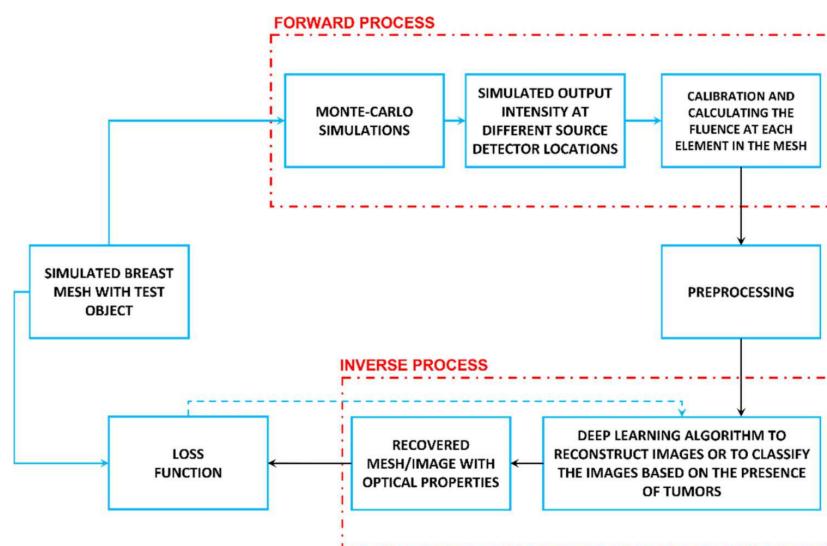 FORWARD PROCESS
MONTE-CARLO
SIMULATIONS
SIMULATED OUTPUT
INTENSITY AT
DIFFERENT SOURCE
DETECTOR LOCATIONS
CALIBRATION AND
CALCULATING THE
FLUENCE AT EACH
ELEMENT IN THE MESH
SIMULATED BREAST
MESH WITH TEST
OBJECT
PREPROCESSING
INVERSE PROCESS
LOSS
FUNCTION
RECOVERED
MESH/IMAGE WITH
OPTICAL PROPERTIES
DEEP LEARNING ALGORITHM TO
RECONSTRUCT IMAGES OR TO CLASSIFY
THE IMAGES BASED ON THE PRESENCE
OF TUMORS